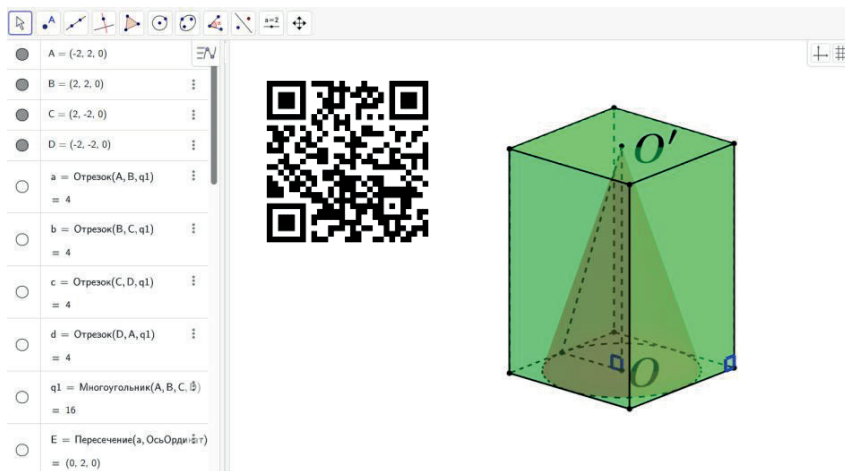 A
a=2
A = (-2, 2, 0)
B = (2, 2, 0)
C = (2, -2, 0)
D = (-2, -2, 0)
a = Отрезок(A, B, q1)
= 4
b = Отрезок(B, C, q1)
= 4
c = Отрезок(C, D, q1)
= 4
d = Отрезок(D, A, q1)
= 4
q1 = Многоугольник(A, B, C, D)
= 16
E = Пересечение(a, ОсьОрдинат)
= (0, 2, 0)
O'
O